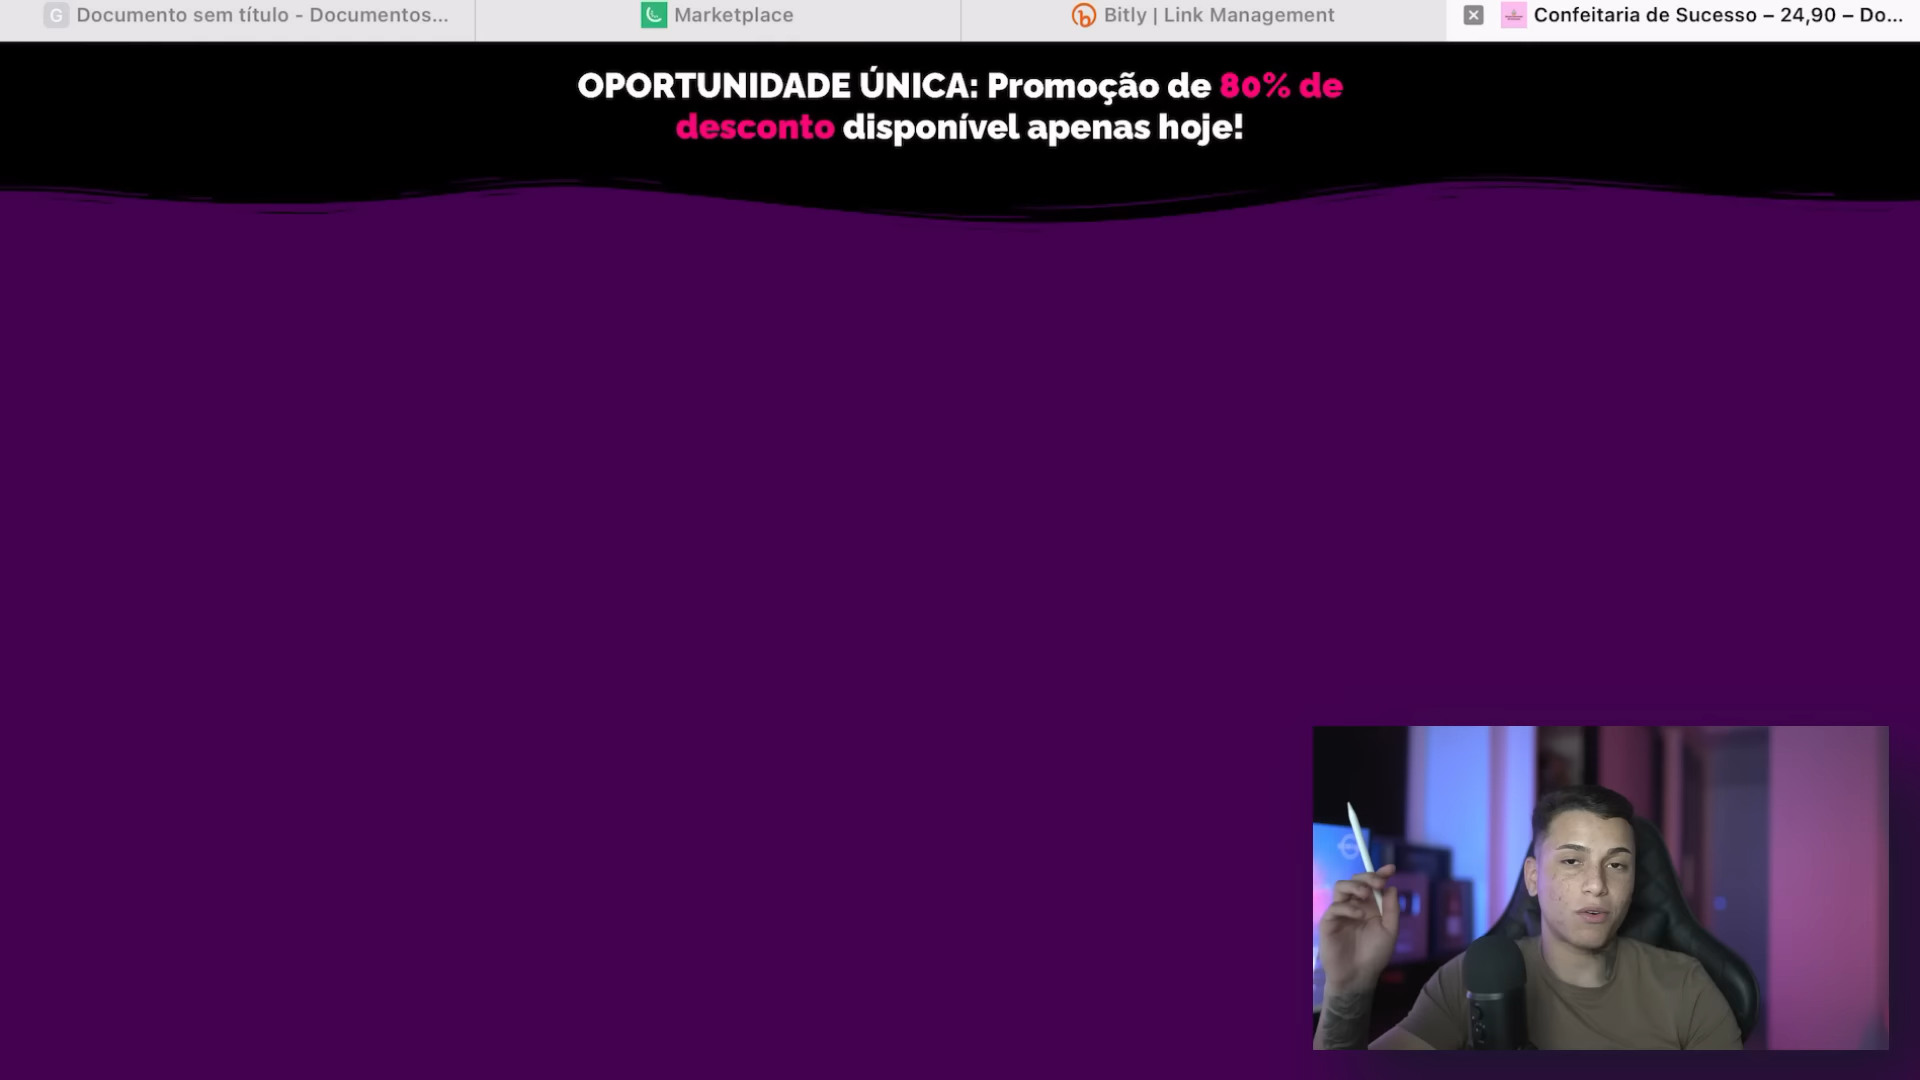 Documento sem título - Documentos...
Marketplace
Bitly | Link Management
Confeitaria de Sucesso – 24,90 – Do...
OPORTUNIDADE ÚNICA: Promoção de 80% de
desconto disponível apenas hoje!